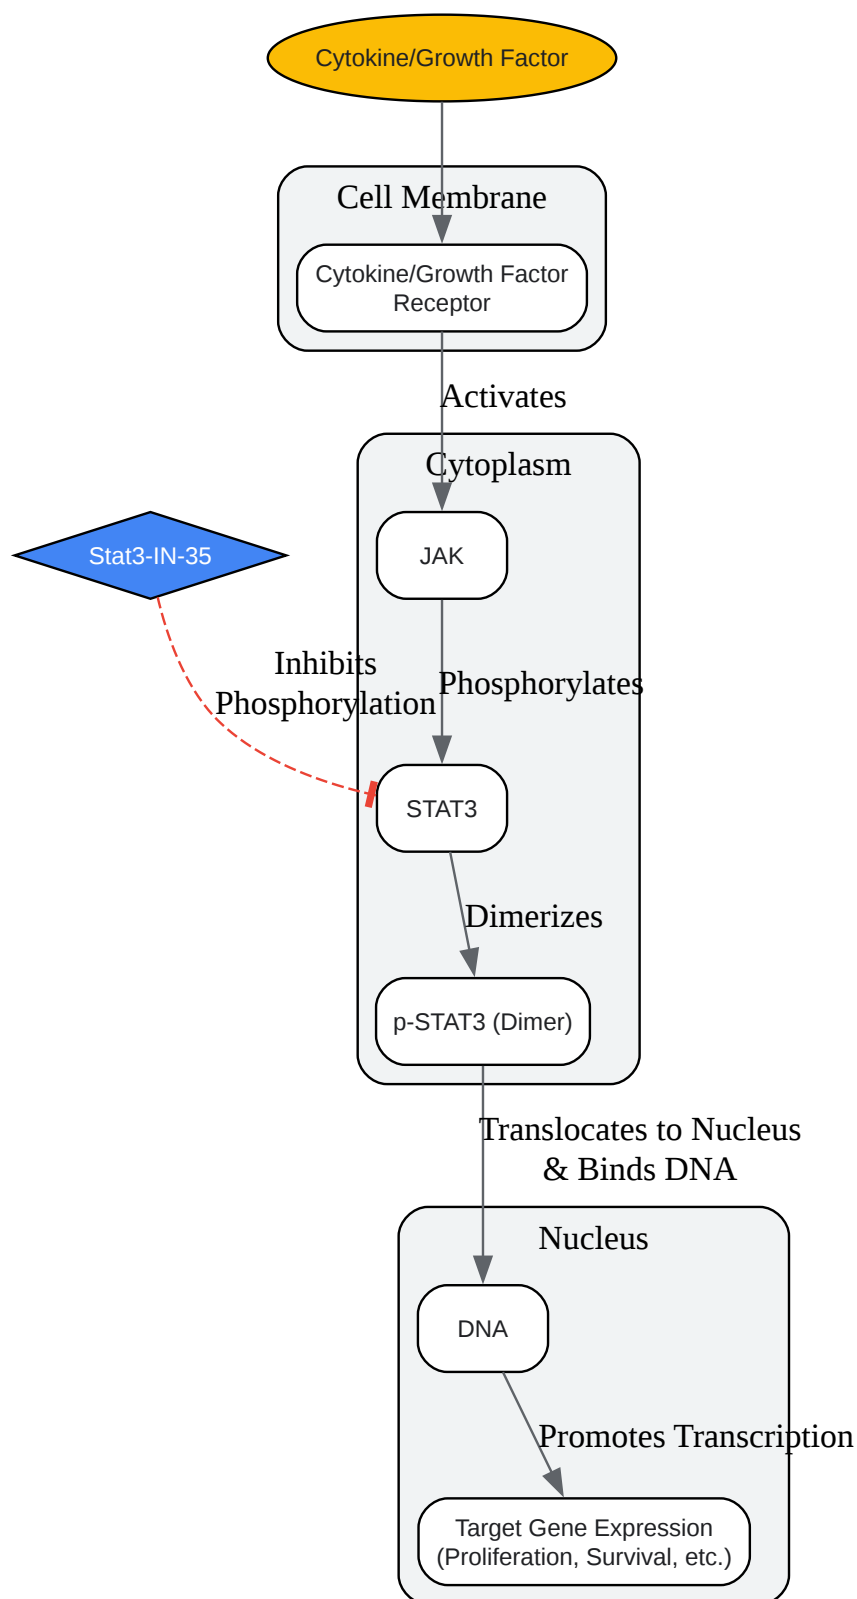 Cytokine/Growth Factor
Cell Membrane
Cytokine/Growth Factor
Receptor
Activates
Cytoplasm
JAK
Stat3-IN-35
Inhibits
Phosphorylation
Phosphorylates
STAT3
Dimerizes
p-STAT3 (Dimer)
Translocates to Nucleus
& Binds DNA
Nucleus
DNA
Promotes Transcription
Target Gene Expression
(Proliferation, Survival, etc.)